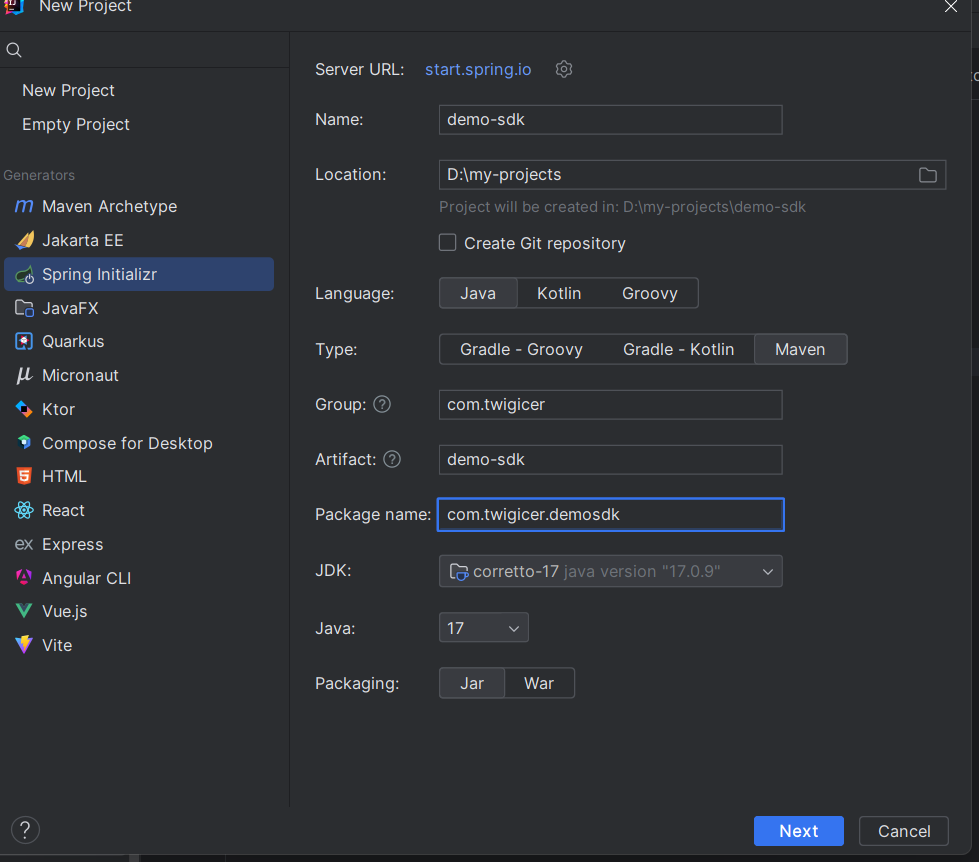 New Project
New Project
Empty Project
Generators
Maven Archetype
Jakarta EE
Spring Initializr
JavaFX
Quarkus
Micronaut
Ktor
Compose for Desktop
HTML
React
ex Express
Angular CLI
Vue.js
Vite
Server URL: start.spring.io
Name: demo-sdk
Location: D:\my-projects
Project will be created in: D:\my-projects\demo-sdk
Create Git repository
Language: Java Kotlin Groovy
Type: Gradle - Groovy Gradle - Kotlin Maven
Group: ? com.twigicer
Artifact: ? demo-sdk
Package name: com.twigicer.demosdk
JDK: corretto-17 java version "17.0.9"
Java: 17
Packaging: Jar War
? Next Cancel